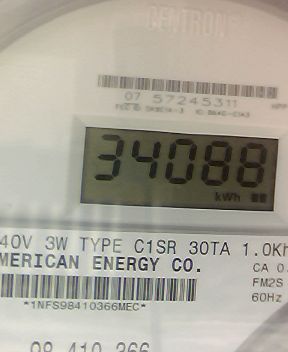 CENTRON
07 57245311
34088
kWh
40V 3W TYPE C1SR 30TA 1.0Kh
MERICAN ENERGY CO.
CA 0.
FM2S
60Hz
*1NFS98410366MEC*
98 410 366